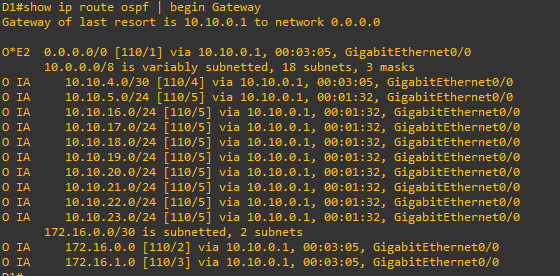 D1#show ip route ospf | begin Gateway
Gateway of last resort is 10.10.0.1 to network 0.0.0.0

O*E2  0.0.0.0/0 [110/1] via 10.10.0.1, 00:03:05, GigabitEthernet0/0
      10.0.0.0/8 is variably subnetted, 18 subnets, 3 masks
O IA     10.10.4.0/30 [110/4] via 10.10.0.1, 00:03:05, GigabitEthernet0/0
O IA     10.10.5.0/24 [110/5] via 10.10.0.1, 00:01:32, GigabitEthernet0/0
O IA     10.10.16.0/24 [110/5] via 10.10.0.1, 00:01:32, GigabitEthernet0/0
O IA     10.10.17.0/24 [110/5] via 10.10.0.1, 00:01:32, GigabitEthernet0/0
O IA     10.10.18.0/24 [110/5] via 10.10.0.1, 00:01:32, GigabitEthernet0/0
O IA     10.10.19.0/24 [110/5] via 10.10.0.1, 00:01:32, GigabitEthernet0/0
O IA     10.10.20.0/24 [110/5] via 10.10.0.1, 00:01:32, GigabitEthernet0/0
O IA     10.10.21.0/24 [110/5] via 10.10.0.1, 00:01:32, GigabitEthernet0/0
O IA     10.10.22.0/24 [110/5] via 10.10.0.1, 00:01:32, GigabitEthernet0/0
O IA     10.10.23.0/24 [110/5] via 10.10.0.1, 00:01:32, GigabitEthernet0/0
      172.16.0.0/30 is subnetted, 2 subnets
O IA     172.16.0.0 [110/2] via 10.10.0.1, 00:03:05, GigabitEthernet0/0
O IA     172.16.1.0 [110/3] via 10.10.0.1, 00:03:05, GigabitEthernet0/0
D1#